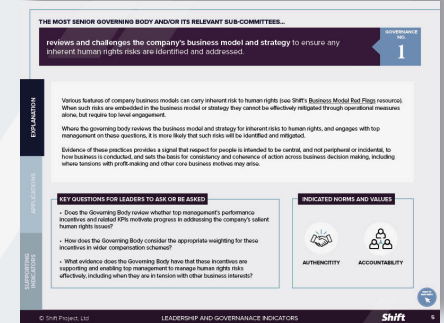 THE MOST SENIOR GOVERNING BODY AND/OR ITS RELEVANT SUB-COMMITTEES...
GOVERNANCE
NO.
1
reviews and challenges the company's business model and strategy to ensure any
inherent human rights risks are identified and addressed.
EXPLANATION
Various features of company business models can carry inherent risk to human rights (see Shift's Business Model Red Flags resource).
When such risks are embedded in the business model or strategy they cannot be effectively mitigated through operational measures
alone, but require top level engagement.
Where the governing body reviews the business model and strategy for inherent risks to human rights, and engages with top
management on these questions, it is more likely that such risks will be identified and mitigated.
Evidence of these practices provides a signal that respect for people is intended to be central, and not peripheral or incidental, to
how business is conducted, and sets the basis for consistency and coherence of action across business decision making, including
where tensions with profit-making and other core business motives may arise.
APPLICATIONS
SUPPORTING
INDICATORS
KEY QUESTIONS FOR LEADERS TO ASK OR BE ASKED
• Does the Governing Body review whether top management's performance
incentives and related KPIs motivate progress in addressing the company's salient
human rights issues?
• How does the Governing Body consider the appropriate weighting for these
incentives in wider compensation schemes?
• What evidence does the Governing Body have that these incentives are
supporting and enabling top management to manage human rights risks
effectively, including when they are in tension with other business interests?
INDICATED NORMS AND VALUES
AUTHENTICITY
ACCOUNTABILITY
© Shift Project, Ltd
LEADERSHIP AND GOVERNANCE INDICATORS
Shift
5